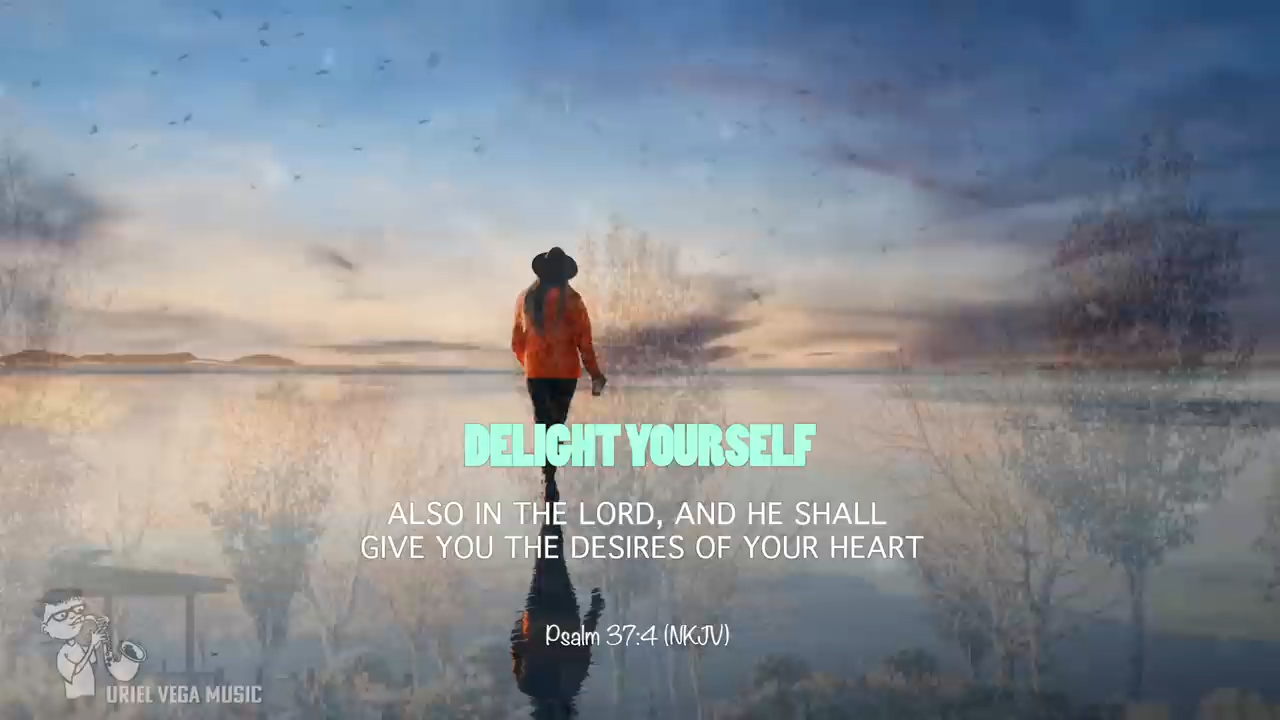 DELIGHT YOURSELF
ALSO IN THE LORD, AND HE SHALL
GIVE YOU THE DESIRES OF YOUR HEART
Psalm 37:4 (NKJV)
URIEL VEGA MUSIC